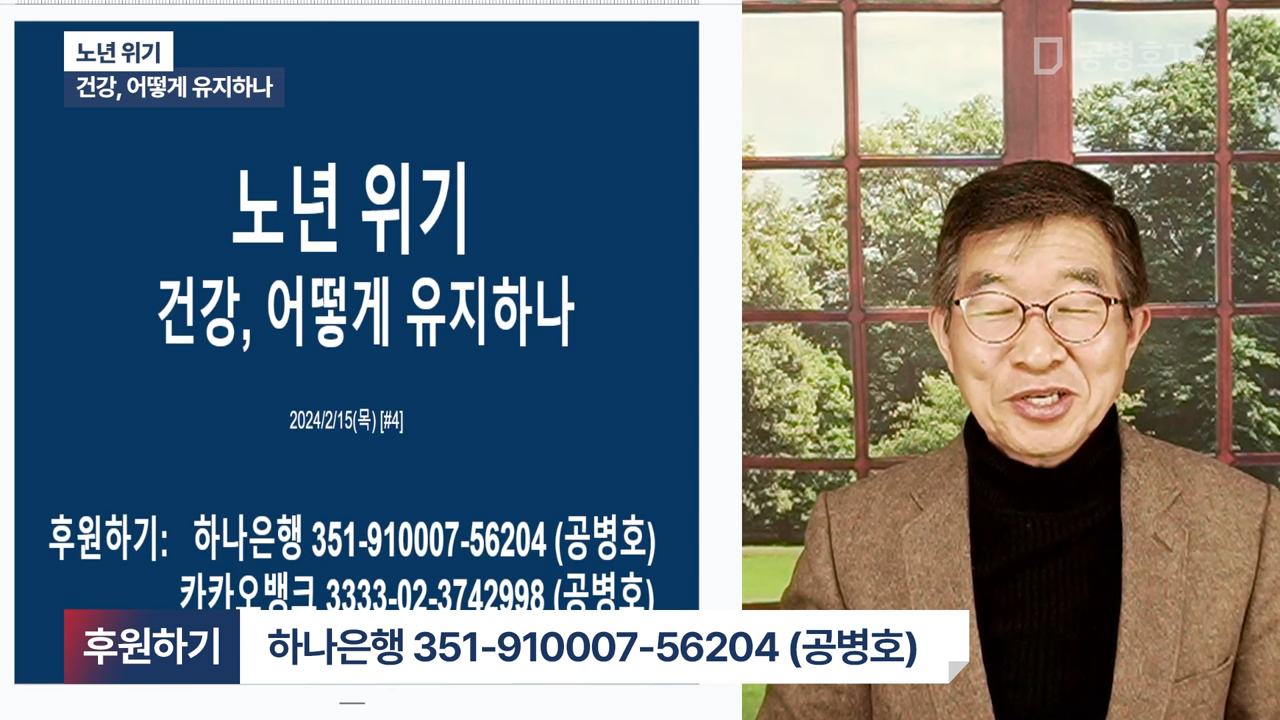 노년 위기
건강, 어떻게 유지하나
공병호TV
노년 위기
건강, 어떻게 유지하나
2024/2/15(목) [#4]
후원하기: 하나은행 351-910007-56204 (공병호)
카카오뱅크 3333-02-3742998 (공병호)
후원하기 하나은행 351-910007-56204 (공병호)